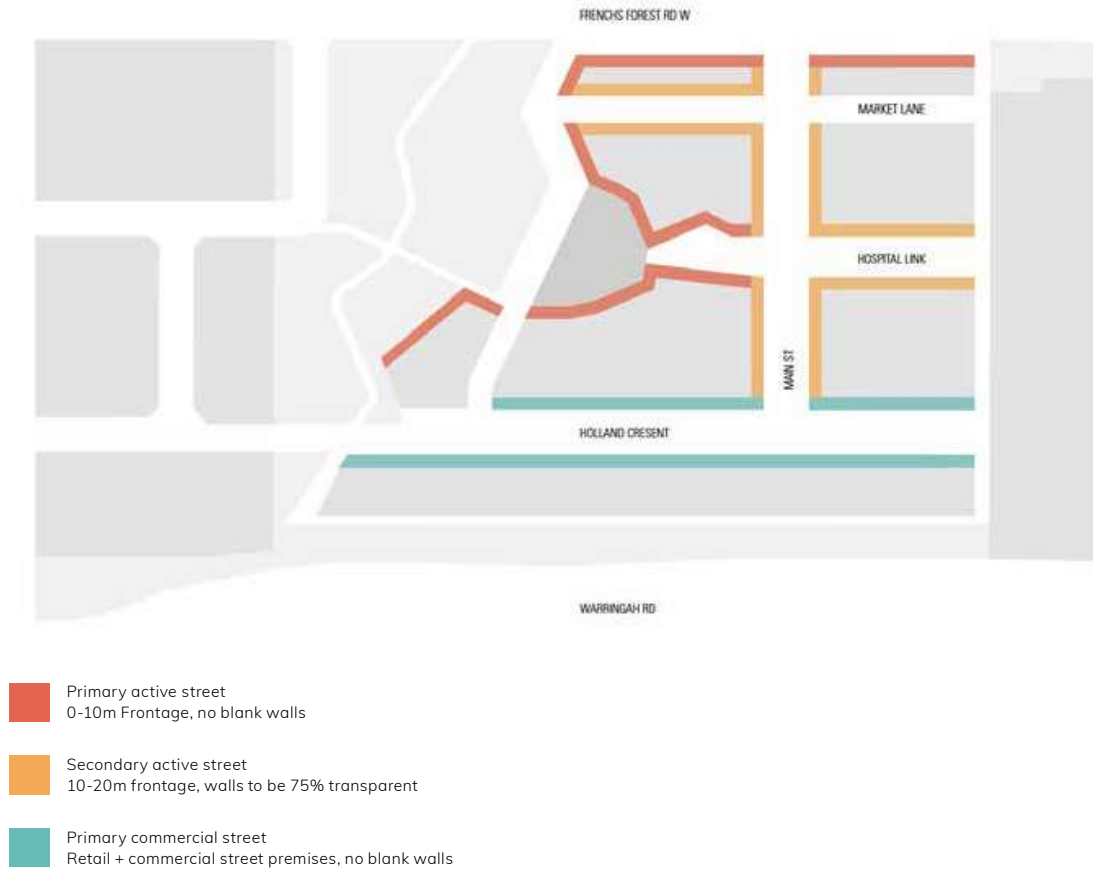 FRENCHS FOREST RD W
MARKET LANE
HOSPITAL LINK
MAIN ST
HOLLAND CRESENT
WARRINGAH RD
Primary active street
0-10m Frontage, no blank walls
Secondary active street
10-20m frontage, walls to be 75% transparent
Primary commercial street
Retail + commercial street premises, no blank walls